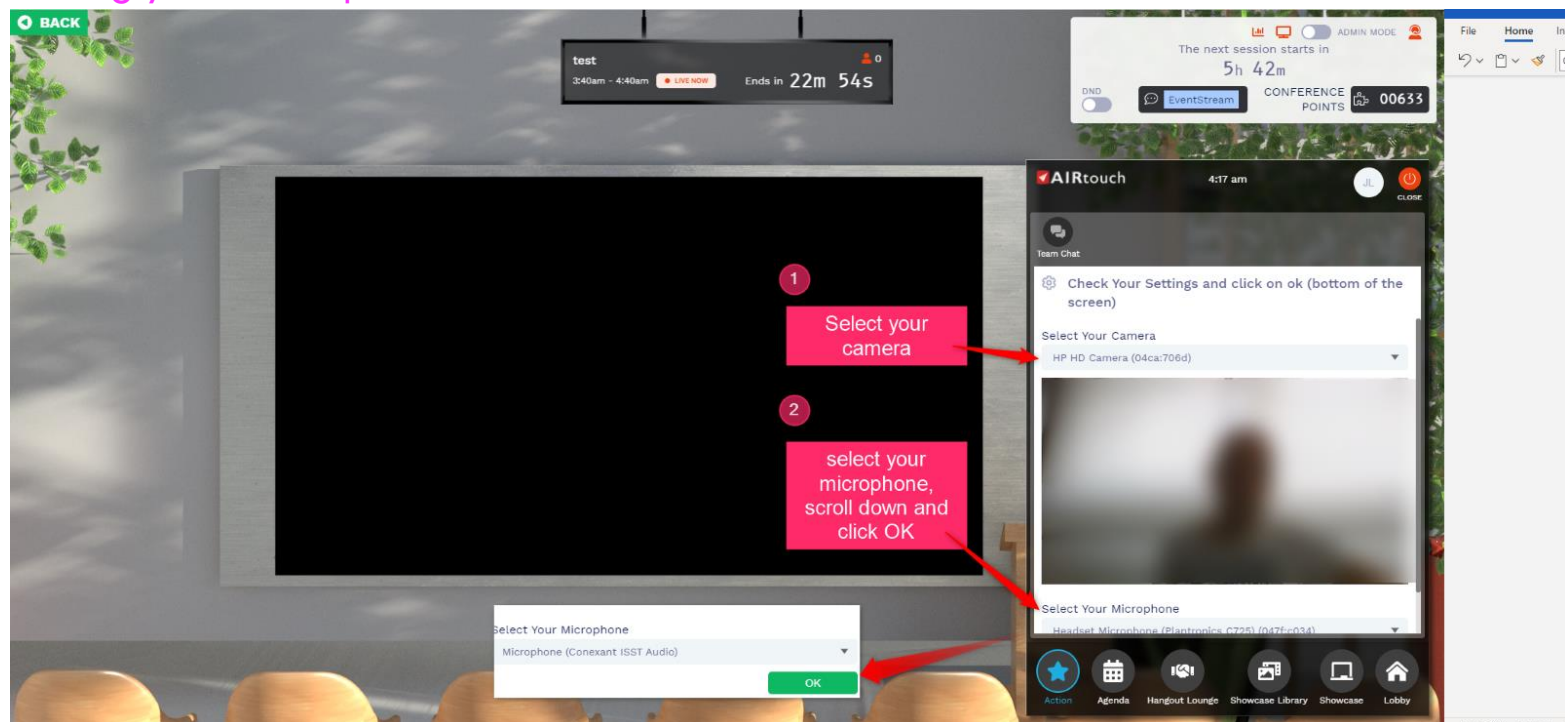 BACK
test
0
3:40am - 4:40am
LIVE NOW
Ends in 22m 54s
ADMIN MODE
The next session starts in
5h 42m
DND
EventStream
CONFERENCE
POINTS
00633
File Home In
AIRtouch
4:17 am
JL
CLOSE
Team Chat
Check Your Settings and click on ok (bottom of the
screen)
Select Your Camera
HP HD Camera (04ca:706d)
1
Select your
camera
2
select your
microphone,
scroll down and
click OK
Select Your Microphone
Headset Microphone (Plantronics C725) (047f:c034)
Select Your Microphone
Microphone (Conexant ISST Audio)
OK
Action
Agenda
Hangout Lounge
Showcase Library
Showcase
Lobby